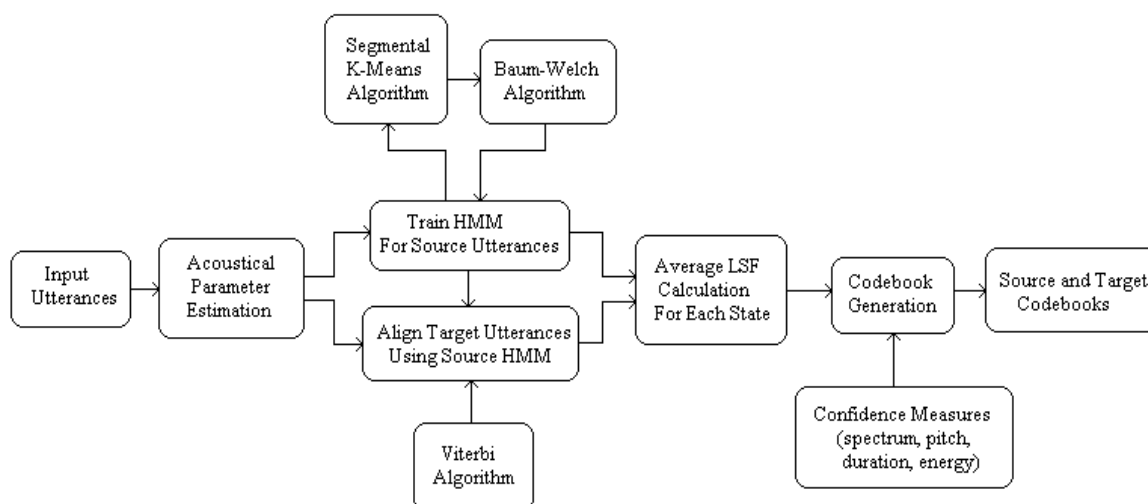 Segmental
K-Means
Algorithm
Baum-Welch
Algorithm
Train HMM
For Source Utterances
Input
Utterances
Acoustical
Parameter
Estimation
Align Target Utterances
Using Source HMM
Viterbi
Algorithm
Average LSF
Calculation
For Each State
Codebook
Generation
Source and Target
Codebooks
Confidence Measures
(spectrum, pitch,
duration, energy)